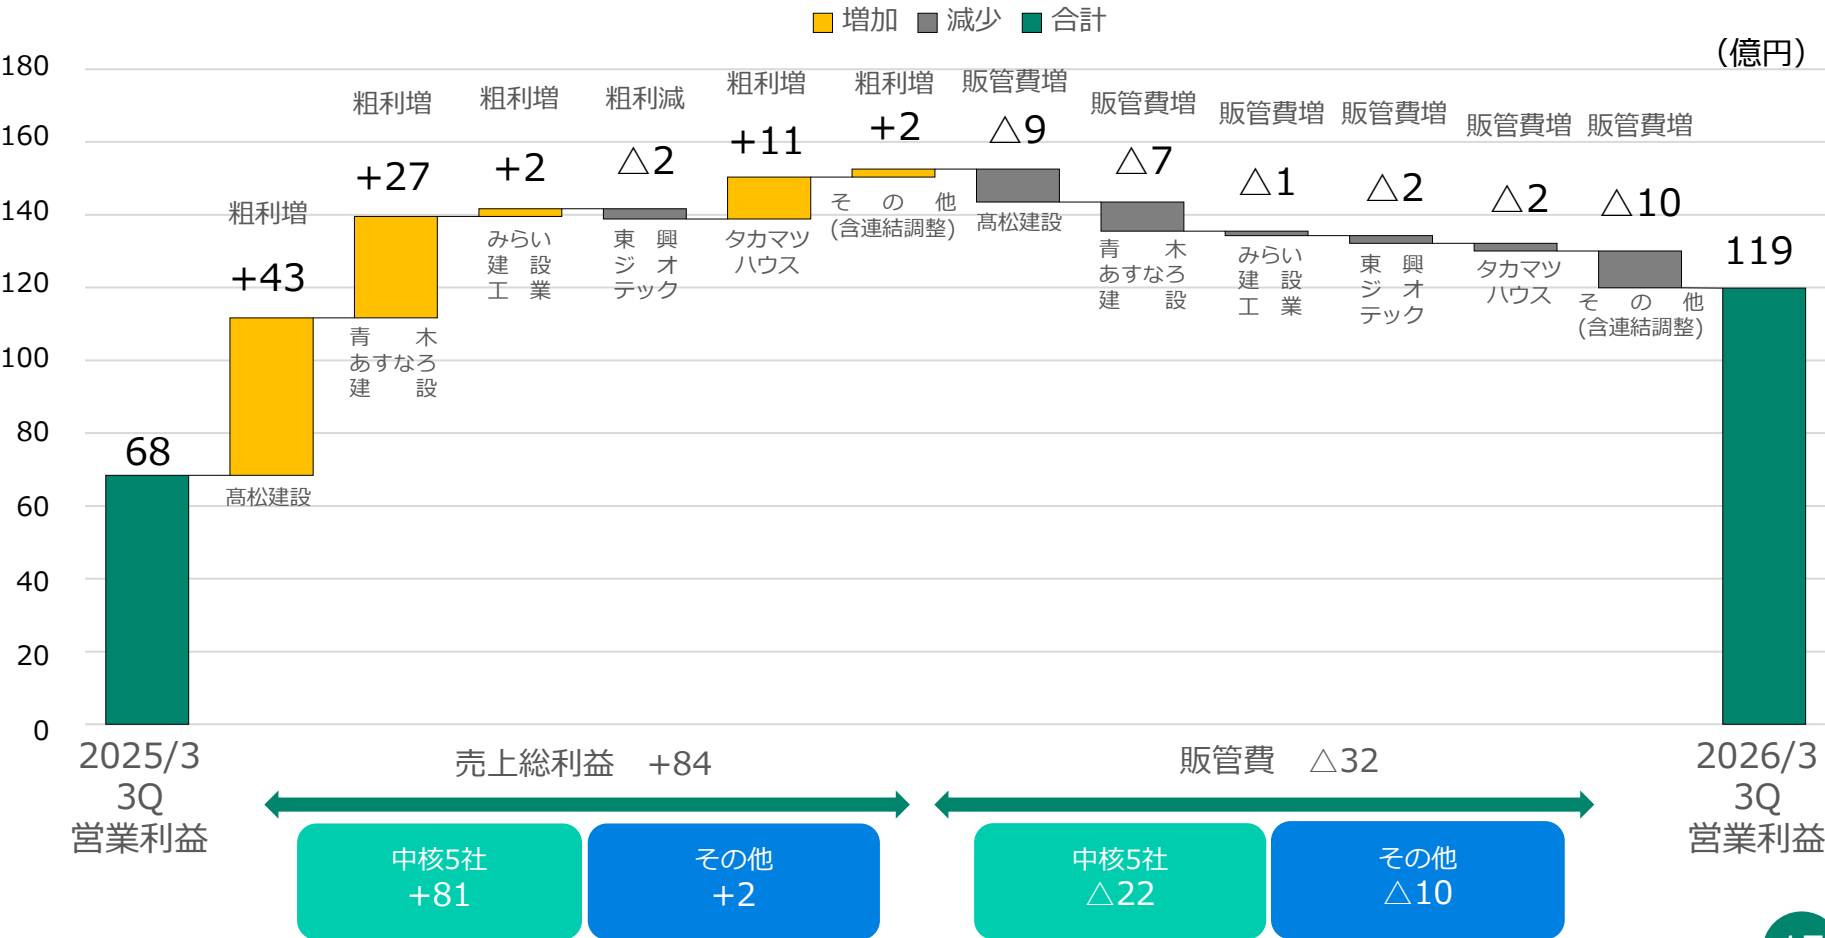 増加 減少 合計
(億円)
180
160
140
120
100
80
60
40
20
0
68
粗利増
+43
髙松建設
粗利増
+27
青木
あすなろ
建設
粗利増
+2
みらい
建設
工業
粗利減
△2
東興
ジオ
テック
粗利増
+11
タカマツ
ハウス
粗利増
+2
その他
(含連結調整)
販管費増
△9
髙松建設
販管費増
△7
青木
あすなろ
建設
販管費増
△1
みらい
建設
工業
販管費増
△2
東興
ジオ
テック
販管費増
△2
タカマツ
ハウス
販管費増
△10
その他
(含連結調整)
119
2025/3
3Q
営業利益
売上総利益 +84
中核5社
+81
その他
+2
販管費 △32
中核5社
△22
その他
△10
2026/3
3Q
営業利益